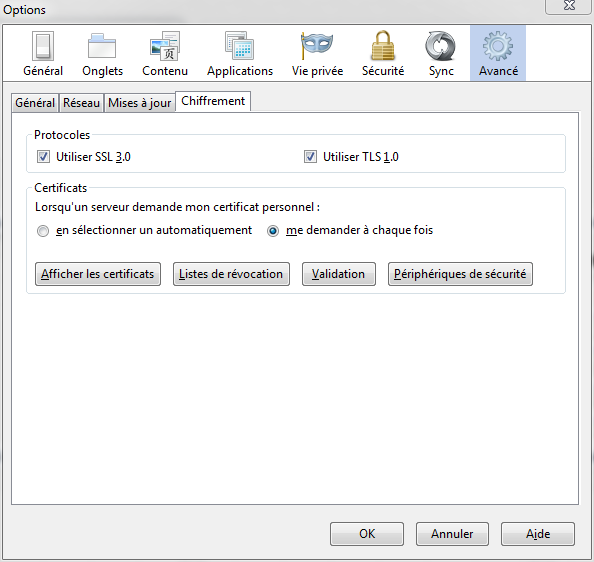 Options
Général Onglets Contenu Applications Vie privée Sécurité Sync Avancé
Général Réseau Mises à jour Chiffrement
Protocoles
Utiliser SSL 3.0 Utiliser TLS 1.0
Certificats
Lorsqu'un serveur demande mon certificat personnel :
en sélectionner un automatiquement me demander à chaque fois
Afficher les certificats Listes de révocation Validation Périphériques de sécurité
OK Annuler Aide